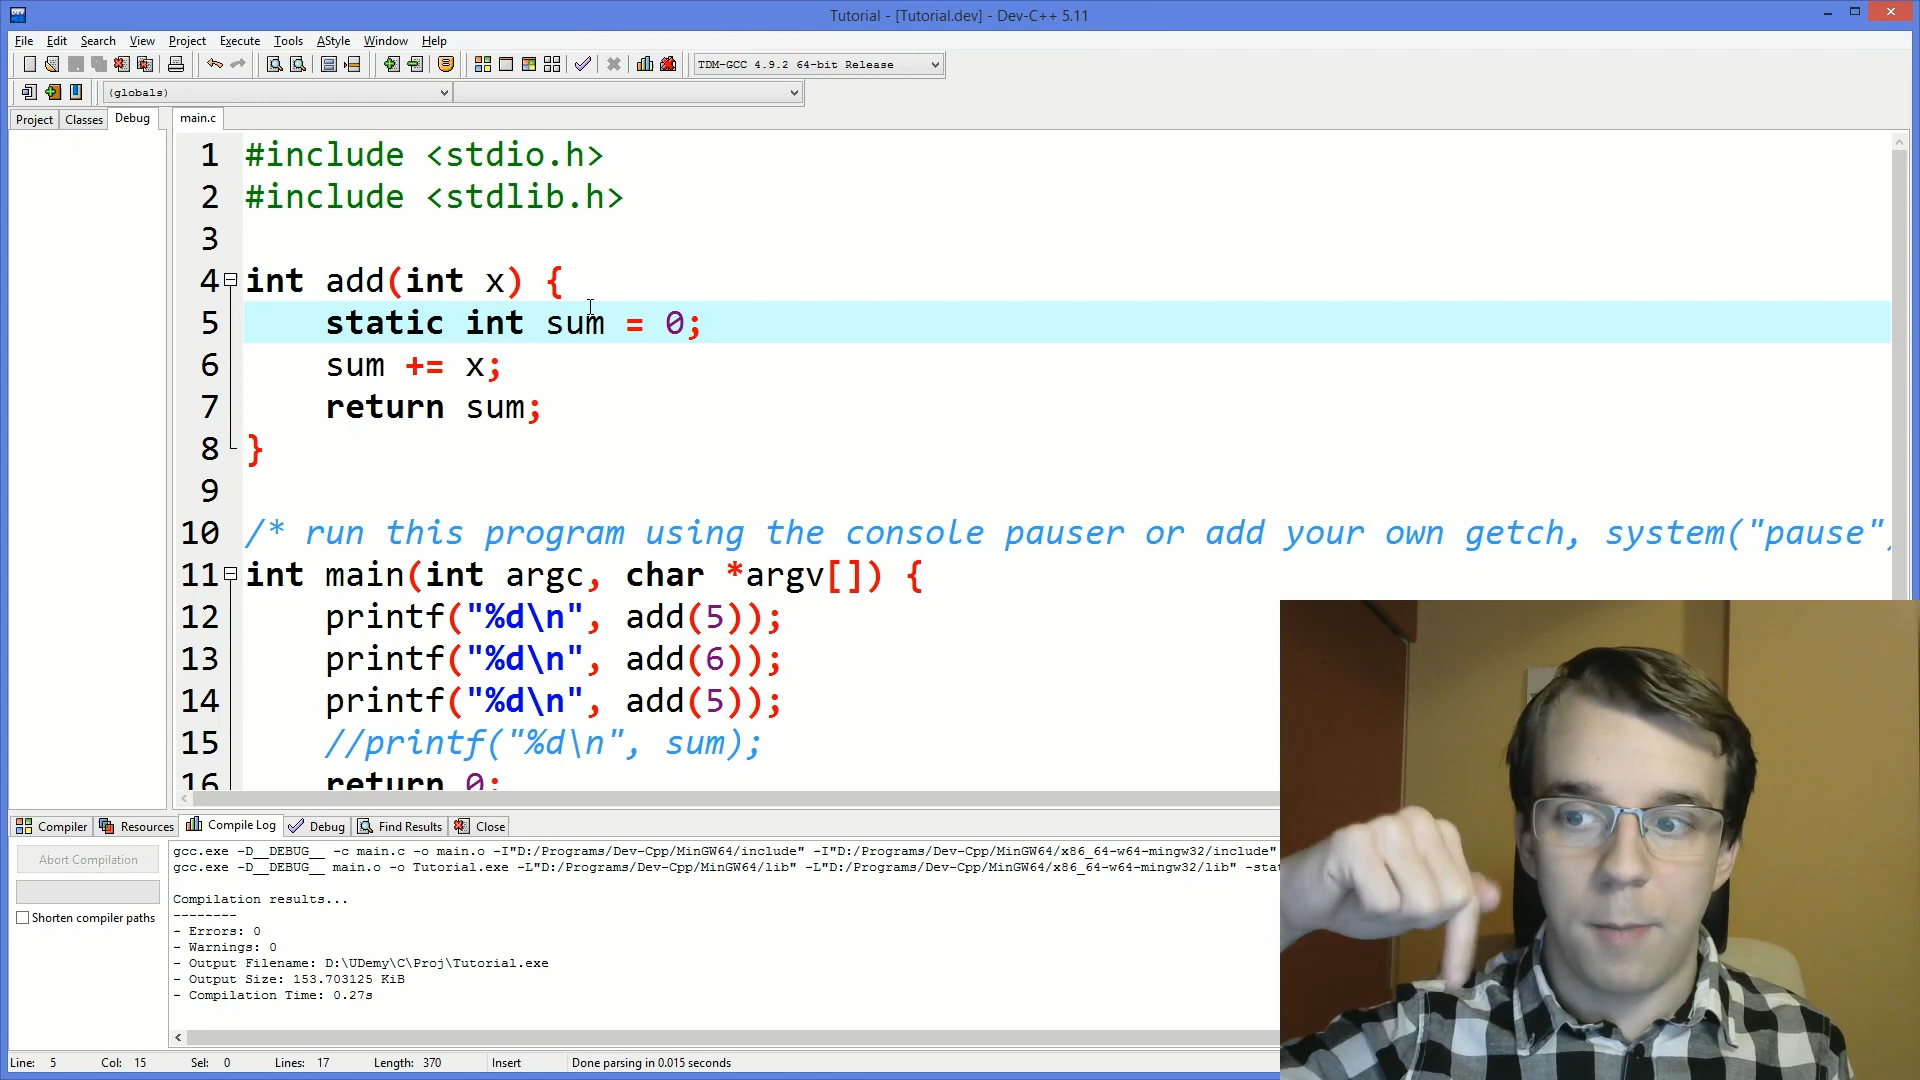 Tutorial - [Tutorial.dev] - Dev-C++ 5.11
File Edit Search View Project Execute Tools AStyle Window Help
TDM-GCC 4.9.2 64-bit Release
(globals)
Project Classes Debug
main.c
1 #include <stdio.h>
2 #include <stdlib.h>
3
4 int add(int x) {
5 static int sum = 0;
6 sum += x;
7 return sum;
8 }
9
10 /* run this program using the console pauser or add your own getch, system("pause")
11 int main(int argc, char *argv[]) {
12 printf("%d\n", add(5));
13 printf("%d\n", add(6));
14 printf("%d\n", add(5));
15 //printf("%d\n", sum);
16 return 0;
Compiler Resources Compile Log Debug Find Results Close
Abort Compilation
Shorten compiler paths
gcc.exe -D__DEBUG__ -c main.c -o main.o -I"D:/Programs/Dev-Cpp/MinGW64/include" -I"D:/Programs/Dev-Cpp/MinGW64/x86_64-w64-mingw32/include"
gcc.exe -D__DEBUG__ main.o -o Tutorial.exe -L"D:/Programs/Dev-Cpp/MinGW64/lib" -L"D:/Programs/Dev-Cpp/MinGW64/x86_64-w64-mingw32/lib" -sta
Compilation results...
--------
- Errors: 0
- Warnings: 0
- Output Filename: D:\UDemy\C\Proj\Tutorial.exe
- Output Size: 153.703125 KiB
- Compilation Time: 0.27s
Line: 5 Col: 15 Sel: 0 Lines: 17 Length: 370 Insert Done parsing in 0.015 seconds